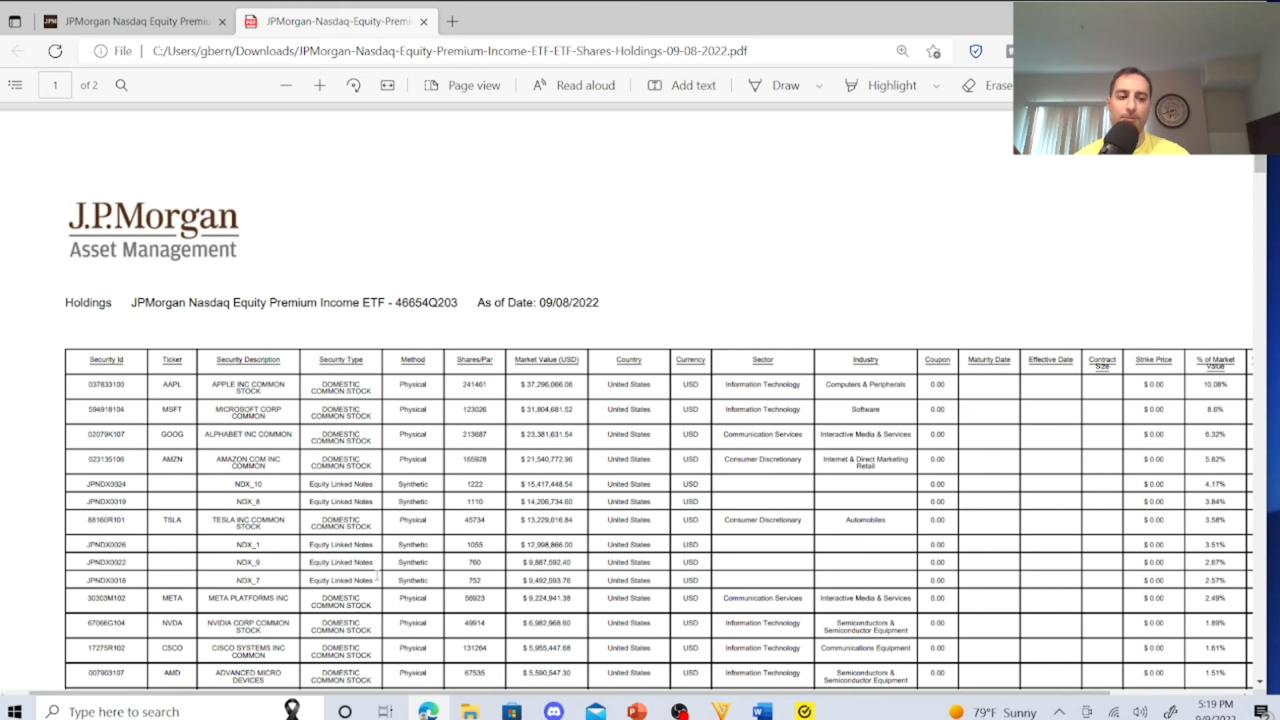 JPMorgan Nasdaq Equity Premiu
JPMorgan-Nasdaq-Equity-Premi
File C:/Users/gbern/Downloads/JPMorgan-Nasdaq-Equity-Premium-Income-ETF-ETF-Shares-Holdings-09-08-2022.pdf
1 of 2 Page view Read aloud Add text Draw Highlight Erase
J.P.Morgan
Asset Management
Holdings JPMorgan Nasdaq Equity Premium Income ETF - 46654Q203 As of Date: 09/08/2022
Security Id Ticker Security Description Security Type Method Shares/Par Market Value (USD) Country Currency Sector Industry Coupon Maturity Date Effective Date Contract Size Strike Price % of Market Value
037833100 AAPL APPLE INC COMMON STOCK DOMESTIC COMMON STOCK Physical 241461 $ 37,296,066.06 United States USD Information Technology Computers & Peripherals 0.00 $ 0.00 10.08%
594918104 MSFT MICROSOFT CORP COMMON DOMESTIC COMMON STOCK Physical 123026 $ 31,804,681.52 United States USD Information Technology Software 0.00 $ 0.00 8.6%
02079K107 GOOG ALPHABET INC COMMON DOMESTIC COMMON STOCK Physical 213687 $ 23,381,631.54 United States USD Communication Services Interactive Media & Services 0.00 $ 0.00 6.32%
023135106 AMZN AMAZON.COM INC COMMON DOMESTIC COMMON STOCK Physical 165928 $ 21,540,772.96 United States USD Consumer Discretionary Internet & Direct Marketing Retail 0.00 $ 0.00 5.82%
JPNDX0024 NDX_10 Equity Linked Notes Synthetic 1222 $ 15,417,448.54 United States USD 0.00 $ 0.00 4.17%
JPNDX0019 NDX_8 Equity Linked Notes Synthetic 1110 $ 14,206,734.60 United States USD 0.00 $ 0.00 3.84%
88160R101 TSLA TESLA INC COMMON STOCK DOMESTIC COMMON STOCK Physical 45734 $ 13,229,016.84 United States USD Consumer Discretionary Automobiles 0.00 $ 0.00 3.58%
JPNDX0026 NDX_1 Equity Linked Notes Synthetic 1055 $ 12,998,866.00 United States USD 0.00 $ 0.00 3.51%
JPNDX0022 NDX_9 Equity Linked Notes Synthetic 760 $ 9,887,592.40 United States USD 0.00 $ 0.00 2.67%
JPNDX0018 NDX_7 Equity Linked Notes Synthetic 752 $ 9,492,593.76 United States USD 0.00 $ 0.00 2.57%
30303M102 META META PLATFORMS INC DOMESTIC COMMON STOCK Physical 56923 $ 9,224,941.38 United States USD Communication Services Interactive Media & Services 0.00 $ 0.00 2.49%
67066G104 NVDA NVIDIA CORP COMMON STOCK DOMESTIC COMMON STOCK Physical 49914 $ 6,982,968.60 United States USD Information Technology Semiconductors & Semiconductor Equipment 0.00 $ 0.00 1.89%
17275R102 CSCO CISCO SYSTEMS INC COMMON DOMESTIC COMMON STOCK Physical 131264 $ 5,955,447.68 United States USD Information Technology Communications Equipment 0.00 $ 0.00 1.61%
007903107 AMD ADVANCED MICRO DEVICES DOMESTIC COMMON STOCK Physical 67535 $ 5,590,547.30 United States USD Information Technology Semiconductors & Semiconductor Equipment 0.00 $ 0.00 1.51%
Type here to search 79°F Sunny 5:19 PM